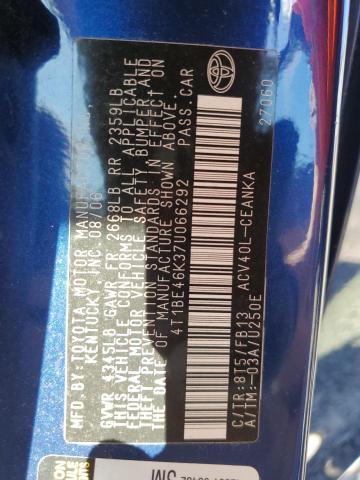 MFD. BY: TOYOTA MOTOR MANUFACTURING,
KENTUCKY, INC. 08/06
GVWR 4345LB GAWR FR 2668LB RR 2359LB
THIS VEHICLE CONFORMS TO ALL APPLICABLE
FEDERAL MOTOR VEHICLE SAFETY, BUMPER, AND
THEFT PREVENTION STANDARDS IN EFFECT ON
THE DATE OF MANUFACTURE SHOWN ABOVE.
4T1BE46K37U066292 PASS.CAR
C/TR:8T5/FB13 ACV40L-CEANKA
A/TM:-03A/U250E 27060